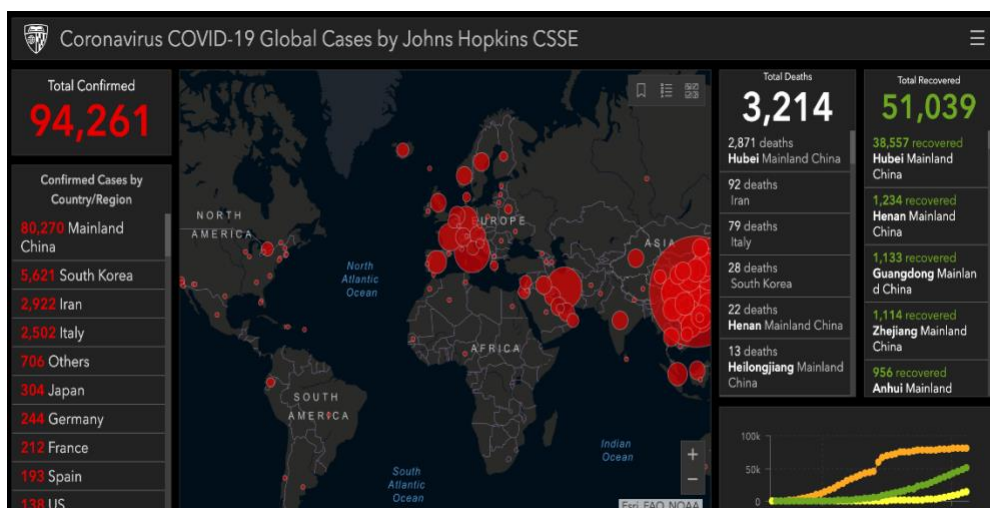 Coronavirus COVID-19 Global Cases by Johns Hopkins CSSE
Total Confirmed
94,261
Confirmed Cases by
Country/Region
80,270 Mainland
China
5,621 South Korea
2,922 Iran
2,502 Italy
706 Others
304 Japan
244 Germany
212 France
193 Spain
138 US
NORTH
AMERICA
North
Atlantic
Ocean
EUROPE
ASIA
AFRICA
SOUTH
AMERICA
South
Atlantic
Ocean
Indian
Ocean
+
−
Esri, FAO, NOAA
Total Deaths
3,214
2,871 deaths
Hubei Mainland China
92 deaths
Iran
79 deaths
Italy
28 deaths
South Korea
22 deaths
Henan Mainland China
13 deaths
Heilongjiang Mainland
China
Total Recovered
51,039
38,557 recovered
Hubei Mainland
China
1,234 recovered
Henan Mainland
China
1,133 recovered
Guangdong Mainlan
d China
1,114 recovered
Zhejiang Mainland
China
956 recovered
Anhui Mainland
100k
50k
0